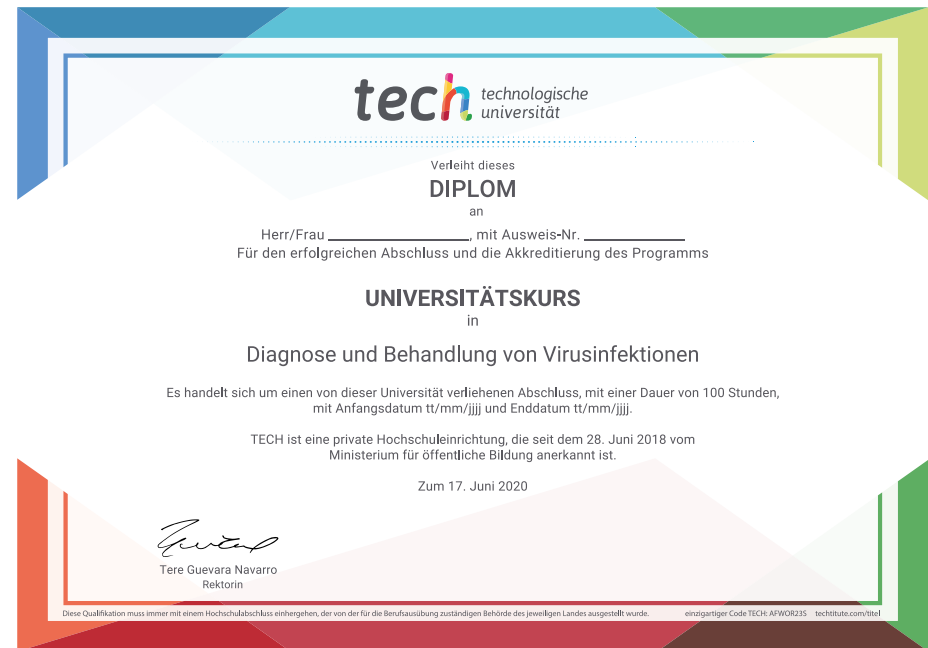 tech technologische
universität
Verleiht dieses
DIPLOM
an
Herr/Frau ____________________, mit Ausweis-Nr. ______________
Für den erfolgreichen Abschluss und die Akkreditierung des Programms
UNIVERSITÄTSKURS
in
Diagnose und Behandlung von Virusinfektionen
Es handelt sich um einen von dieser Universität verliehenen Abschluss, mit einer Dauer von 100 Stunden,
mit Anfangsdatum tt/mm/jjjj und Enddatum tt/mm/jjjj.
TECH ist eine private Hochschuleinrichtung, die seit dem 28. Juni 2018 vom
Ministerium für öffentliche Bildung anerkannt ist.
Zum 17. Juni 2020
Tere Guevara Navarro
Rektorin
Diese Qualifikation muss immer mit einem Hochschulabschluss einhergehen, der von der für die Berufsausübung zuständigen Behörde des jeweiligen Landes ausgestellt wurde. einzigartiger Code TECH: AFWOR23S techtitute.com/titel